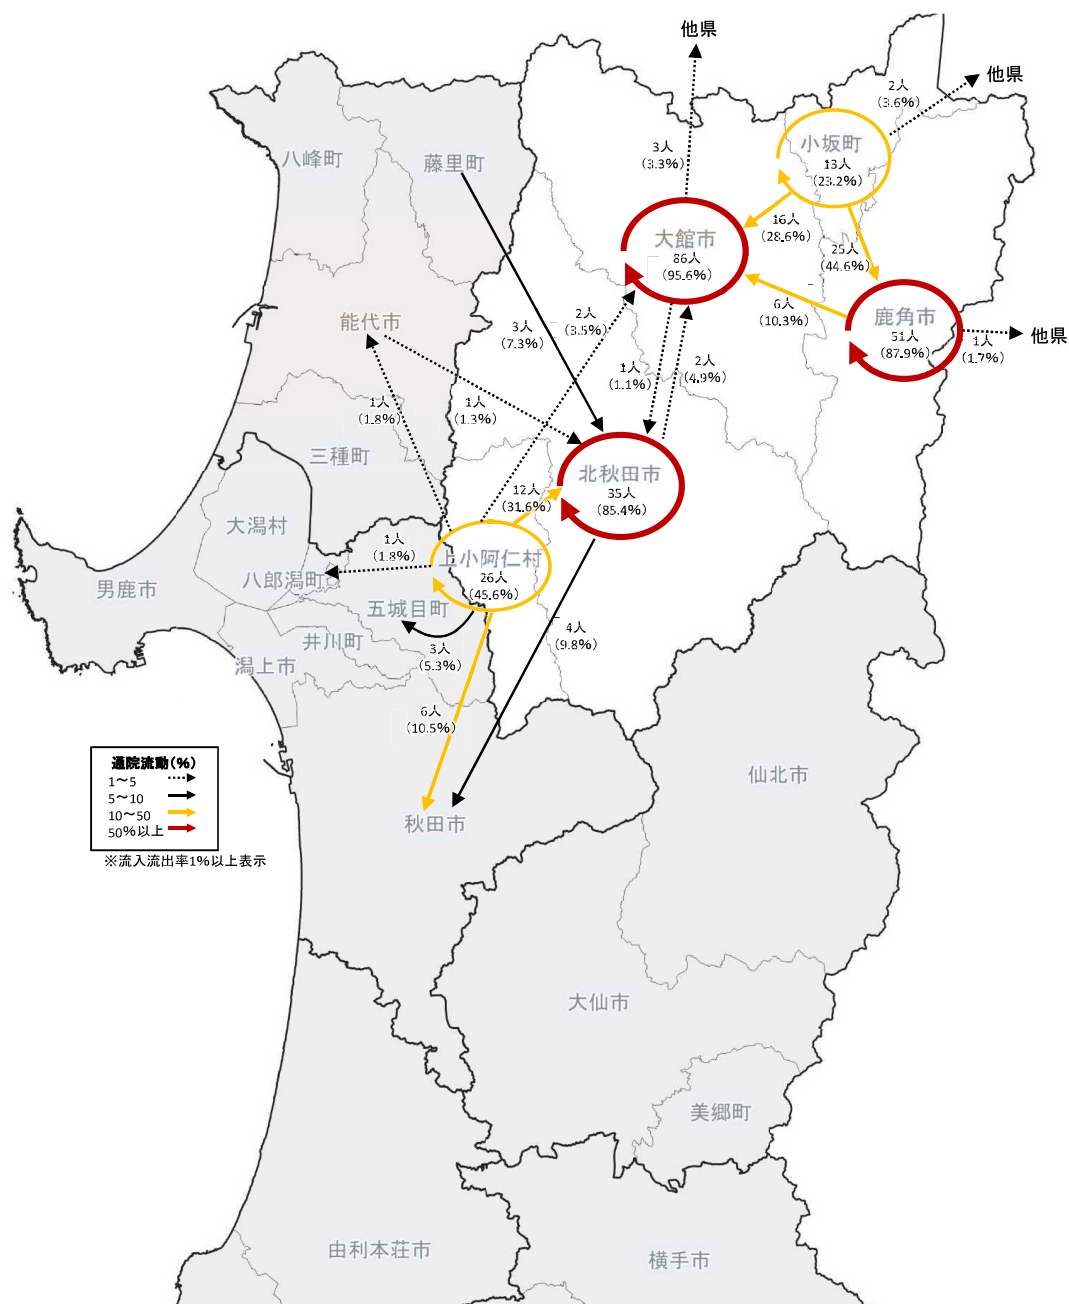 他県
2人
(3.6%)
他県
小坂町
13人
(23.2%)
3人
(3.3%)
八峰町
藤里町
16人
(28.6%)
大館市
86人
(95.6%)
25人
(44.6%)
6人
(10.3%)
鹿角市
51人
(87.9%)
1人
(1.7%)
他県
能代市
3人
(7.3%)
2人
(3.5%)
1人
(1.1%)
2人
(4.9%)
1人
(1.8%)
1人
(1.3%)
三種町
北秋田市
35人
(85.4%)
12人
(31.6%)
大潟村
1人
(1.8%)
上小阿仁村
26人
(45.6%)
八郎潟町
男鹿市
五城目町
井川町
潟上市
3人
(5.3%)
4人
(9.8%)
6人
(10.5%)
通院流動(%)
1～5
5～10
10～50
50%以上
※流入流出率1%以上表示
仙北市
秋田市
大仙市
美郷町
由利本荘市
横手市